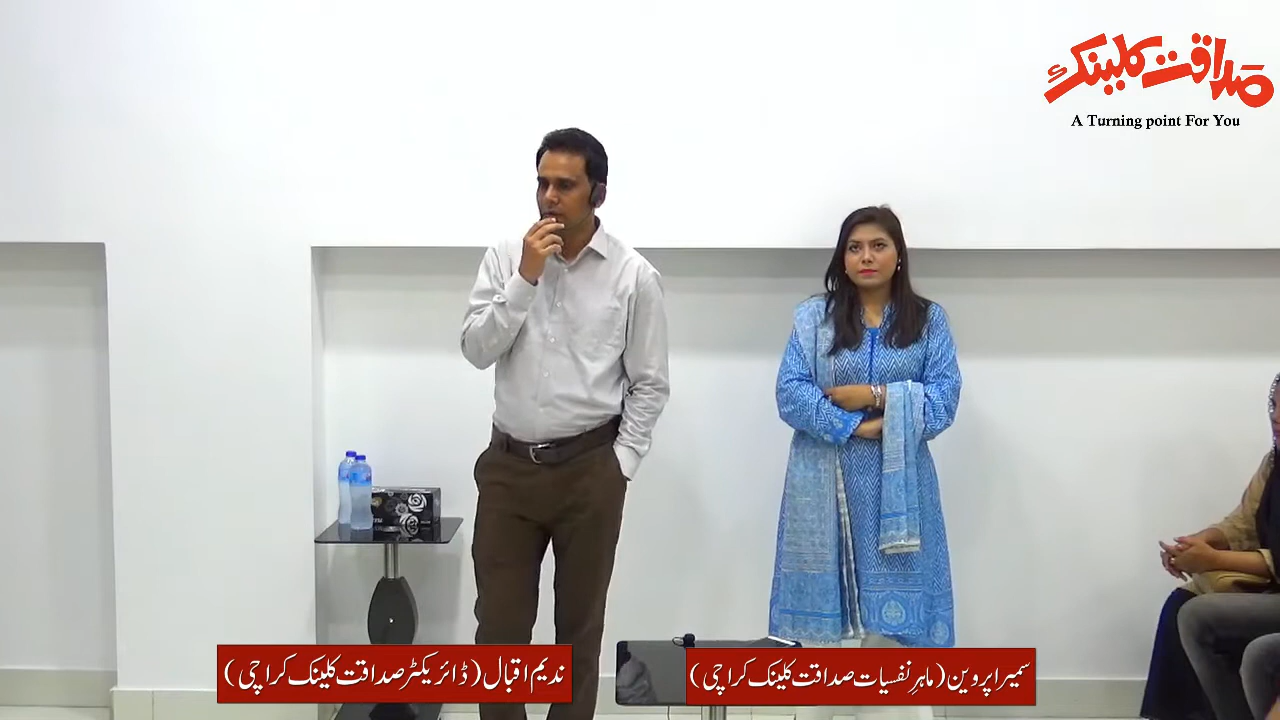 صداقت کلینک
A Turning point For You
ندیم اقبال (ڈائریکٹر صداقت کلینک کراچی)
سمیرا پروین (ماہرِ نفسیات صداقت کلینک کراچی)